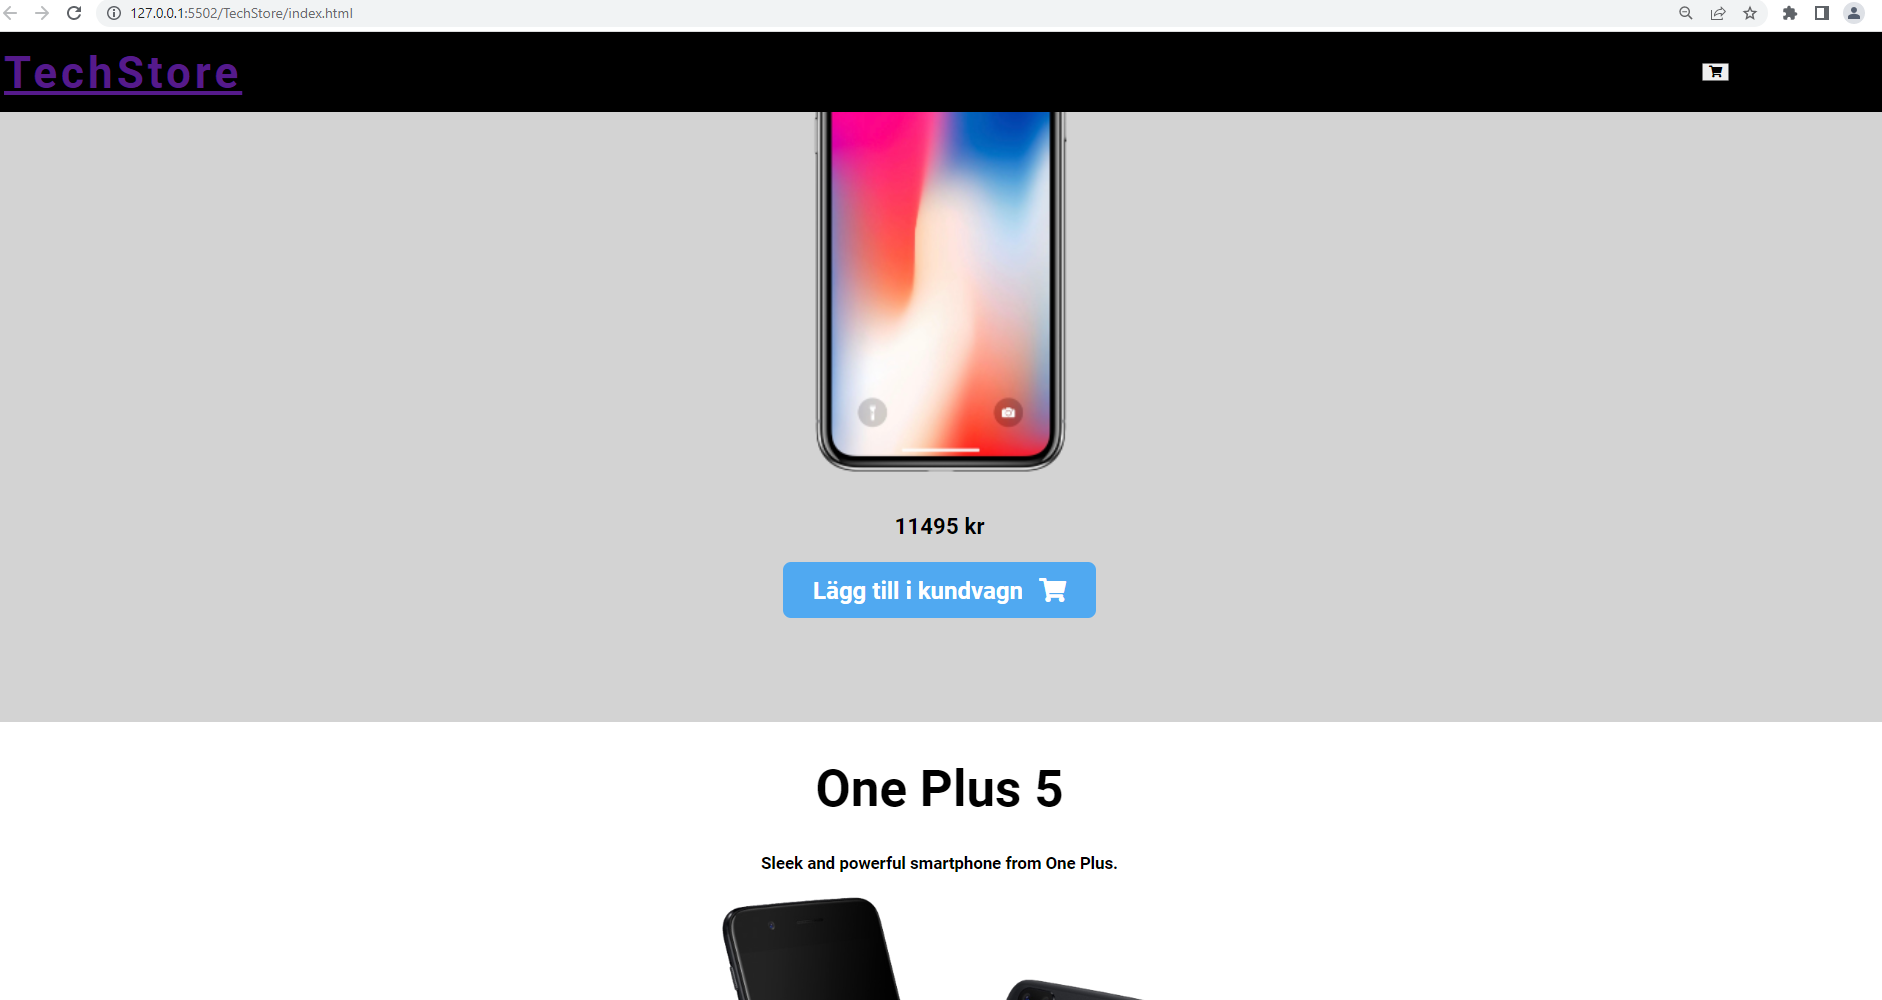 127.0.0.1:5502/TechStore/index.html
TechStore
11495 kr
Lägg till i kundvagn
One Plus 5
Sleek and powerful smartphone from One Plus.